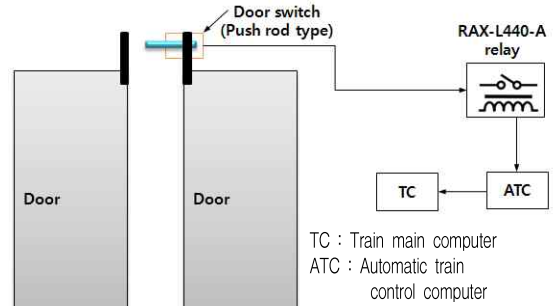 Door switch
(Push rod type)
RAX-L440-A
relay
Door
Door
TC
ATC
TC : Train main computer
ATC : Automatic train
control computer